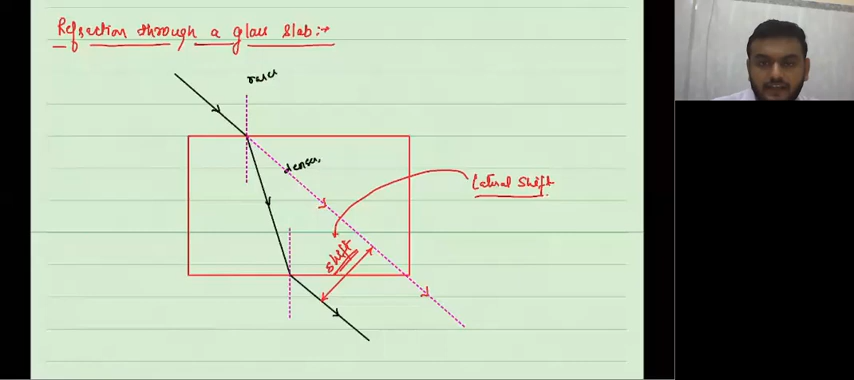 Refraction through a glass slab:→
rarer
denser
Lateral shift
shift